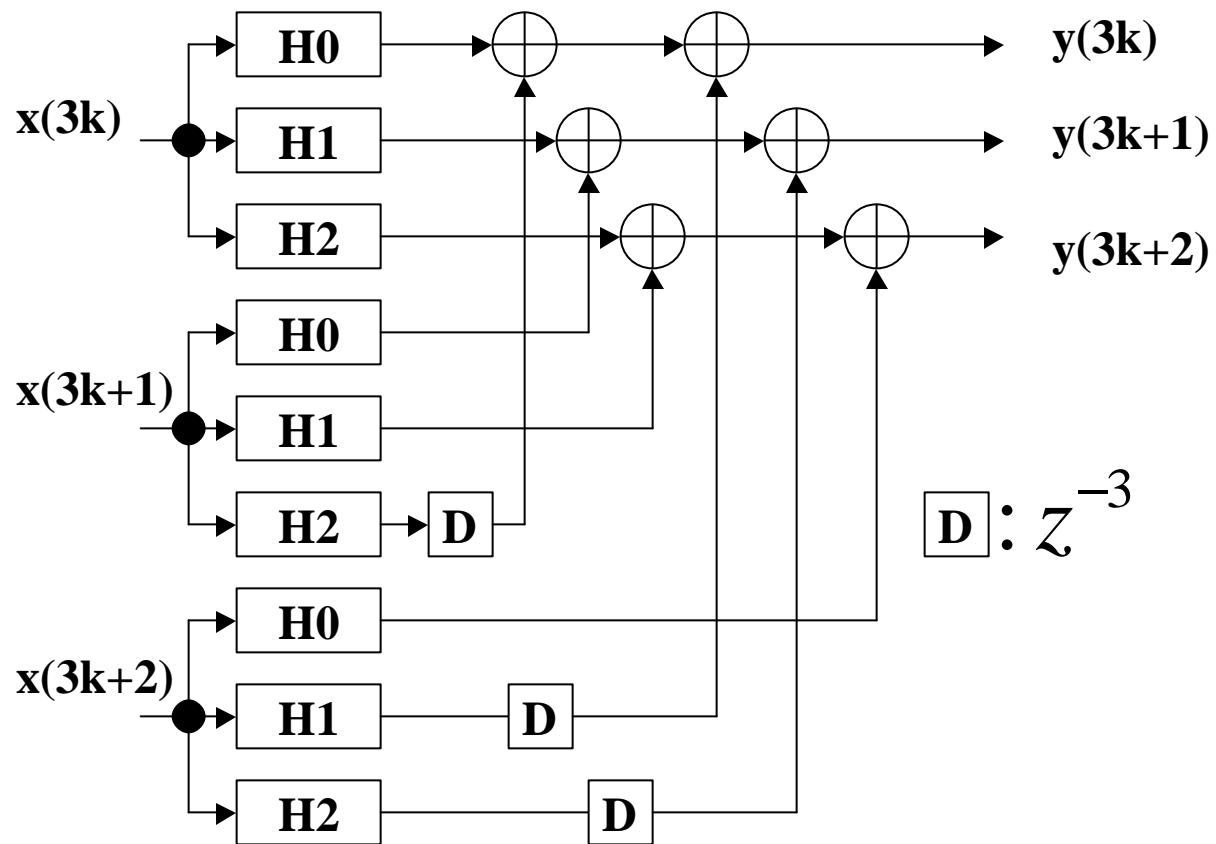 H0
y(3k)
x(3k)
H1
y(3k+1)
H2
y(3k+2)
H0
x(3k+1)
H1
H2
D
D : z⁻³
H0
x(3k+2)
H1
D
H2
D